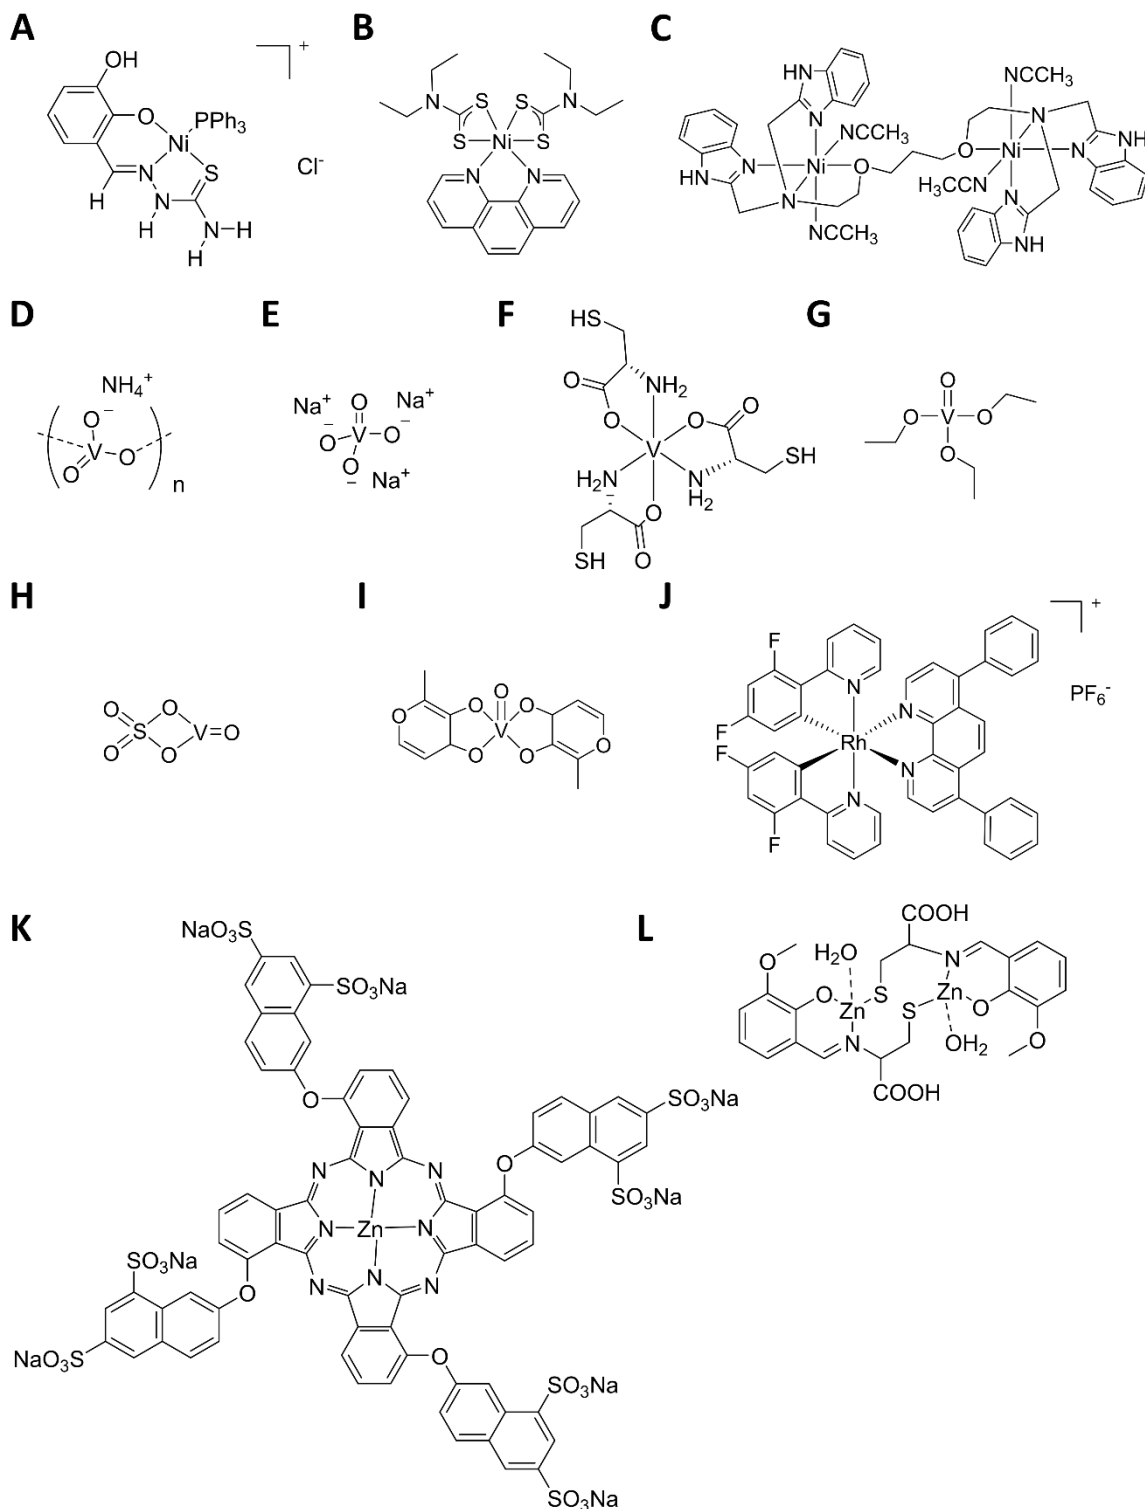 A
OH
+
O
Ni
PPh3
N
S
H
N
H
N
H
H
Cl-
B
N
S
S
N
S
Ni
S
N
N
C
HN
N
NCCH3
N
HN
Ni
O
N
NCCH3
NCCH3
N
NH
O
Ni
N
H3CCN
N
NH
D
NH4+
O-
V
O
O
n
E
Na+
O
Na+
-O
V
O-
O-
Na+
F
HS
O
NH2
O
V
O
O
H2N
N
H2
SH
O
SH
O
G
O
O
V
O
O
H
O
O
S
V=O
O
O
I
O
O
O
O
V
O
O
O
J
+
F
N
F
N
Rh
F
N
N
F
PF6-
K
NaO3S
SO3Na
O
SO3Na
N
N
N
O
SO3Na
N
Zn
N
SO3Na
O
N
N
N
NaO3S
O
SO3Na
SO3Na
L
COOH
H2O
O
N
O
S
Zn
Zn
S
O
N
OH2
O
COOH